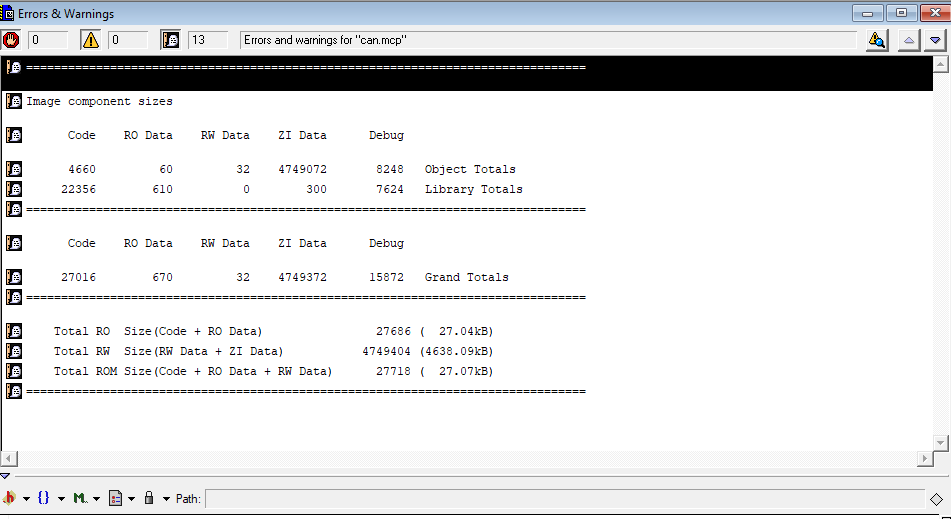 Errors & Warnings
0 0 13 Errors and warnings for "can.mcp"
================================================================================
Image component sizes
Code RO Data RW Data ZI Data Debug
4660 60 32 4749072 8248 Object Totals
22356 610 0 300 7624 Library Totals
================================================================================
Code RO Data RW Data ZI Data Debug
27016 670 32 4749372 15872 Grand Totals
================================================================================
Total RO Size(Code + RO Data) 27686 ( 27.04kB)
Total RW Size(RW Data + ZI Data) 4749404 (4638.09kB)
Total ROM Size(Code + RO Data + RW Data) 27718 ( 27.07kB)
================================================================================
h {} M. Path: